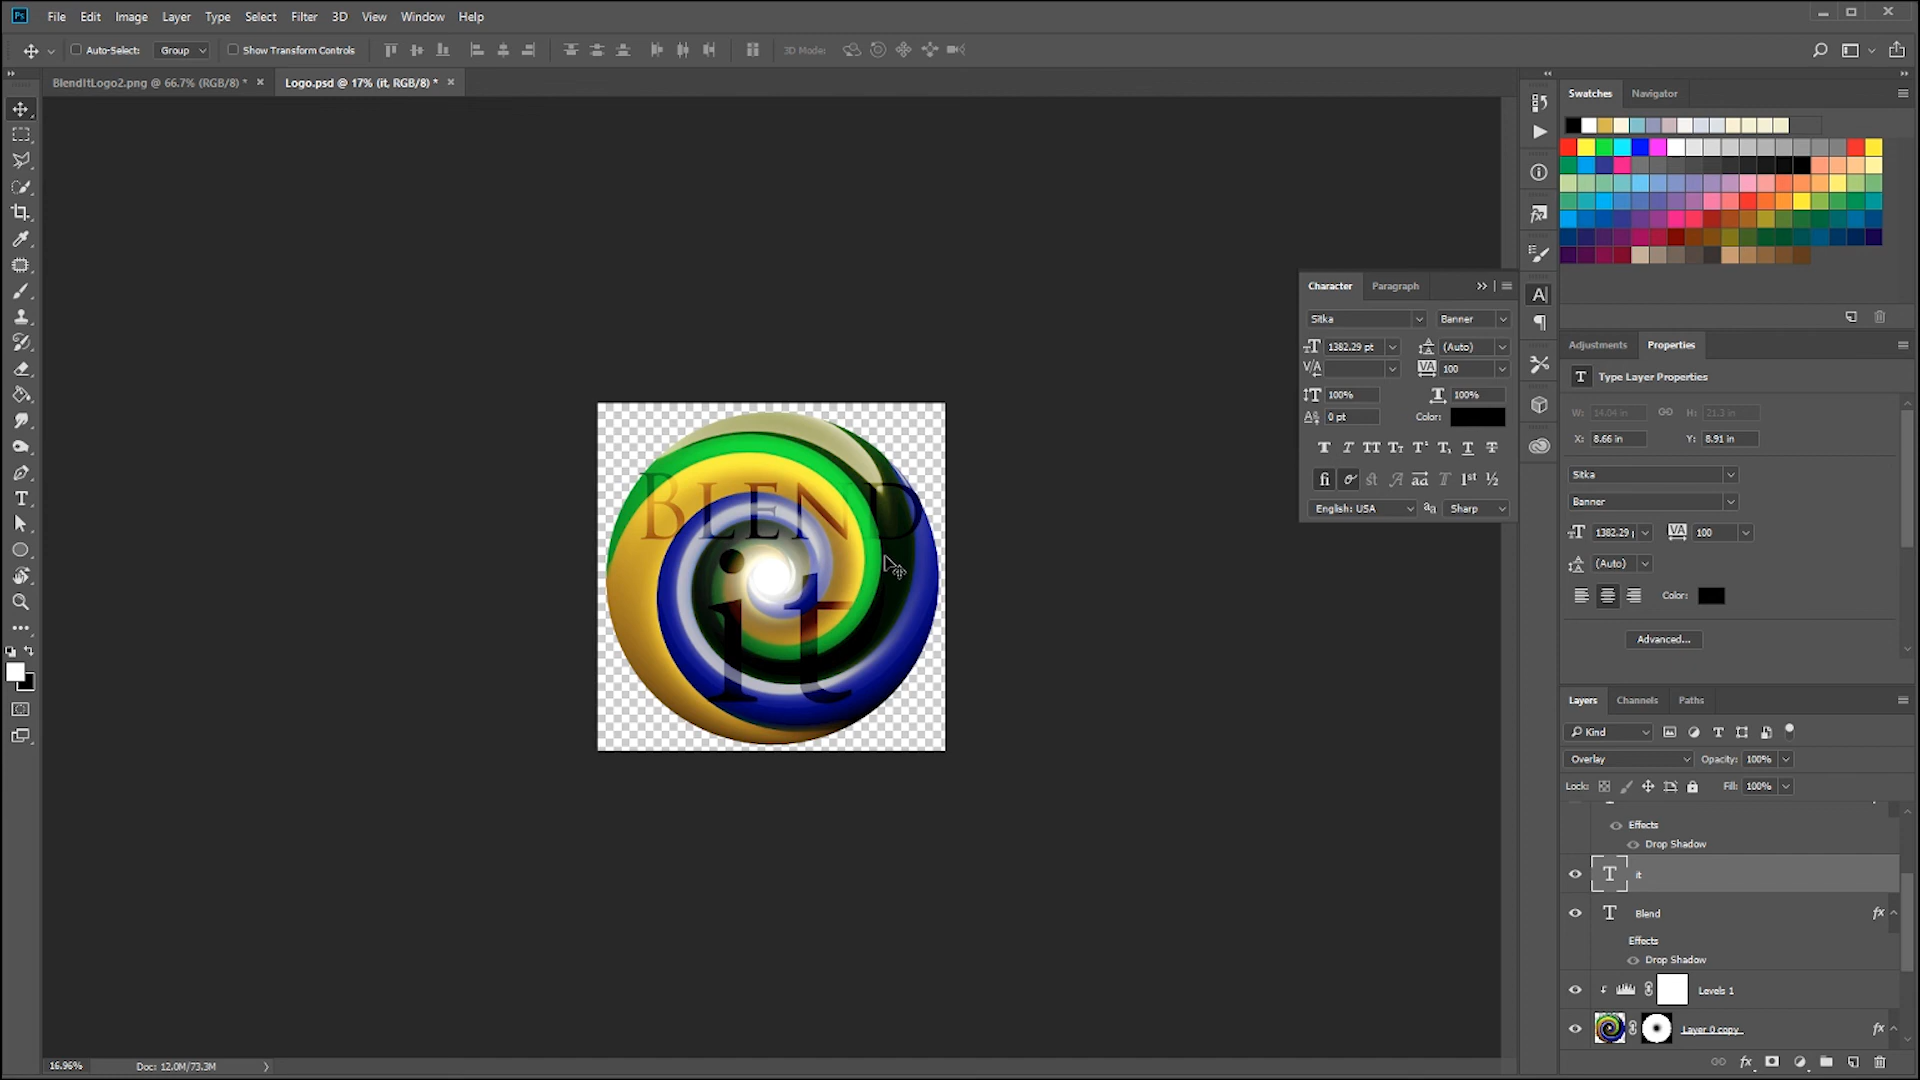 Ps File Edit Image Layer Type Select Filter 3D View Window Help
Auto-Select: Group Show Transform Controls 3D Mode:
BlendItLogo2.png @ 66.7% (RGB/8) * × Logo.psd @ 17% (it, RGB/8) * ×
Swatches Navigator
BLEND
it
Character Paragraph
Sitka Banner
1382.29 pt (Auto)
100
100% 100%
0 pt Color:
English: USA Sharp
Adjustments Properties
T Type Layer Properties
W: 14.04 in H: 21.3 in
X: 8.66 in Y: 8.91 in
Sitka
Banner
1382.29 100
(Auto)
Color:
Advanced...
Layers Channels Paths
Kind
Overlay Opacity: 100%
Lock: Fill: 100%
Effects
Drop Shadow
T it
T Blend fx
Effects
Drop Shadow
Levels 1
Layer 0 copy fx
16.96% Doc: 12.0M/73.3M